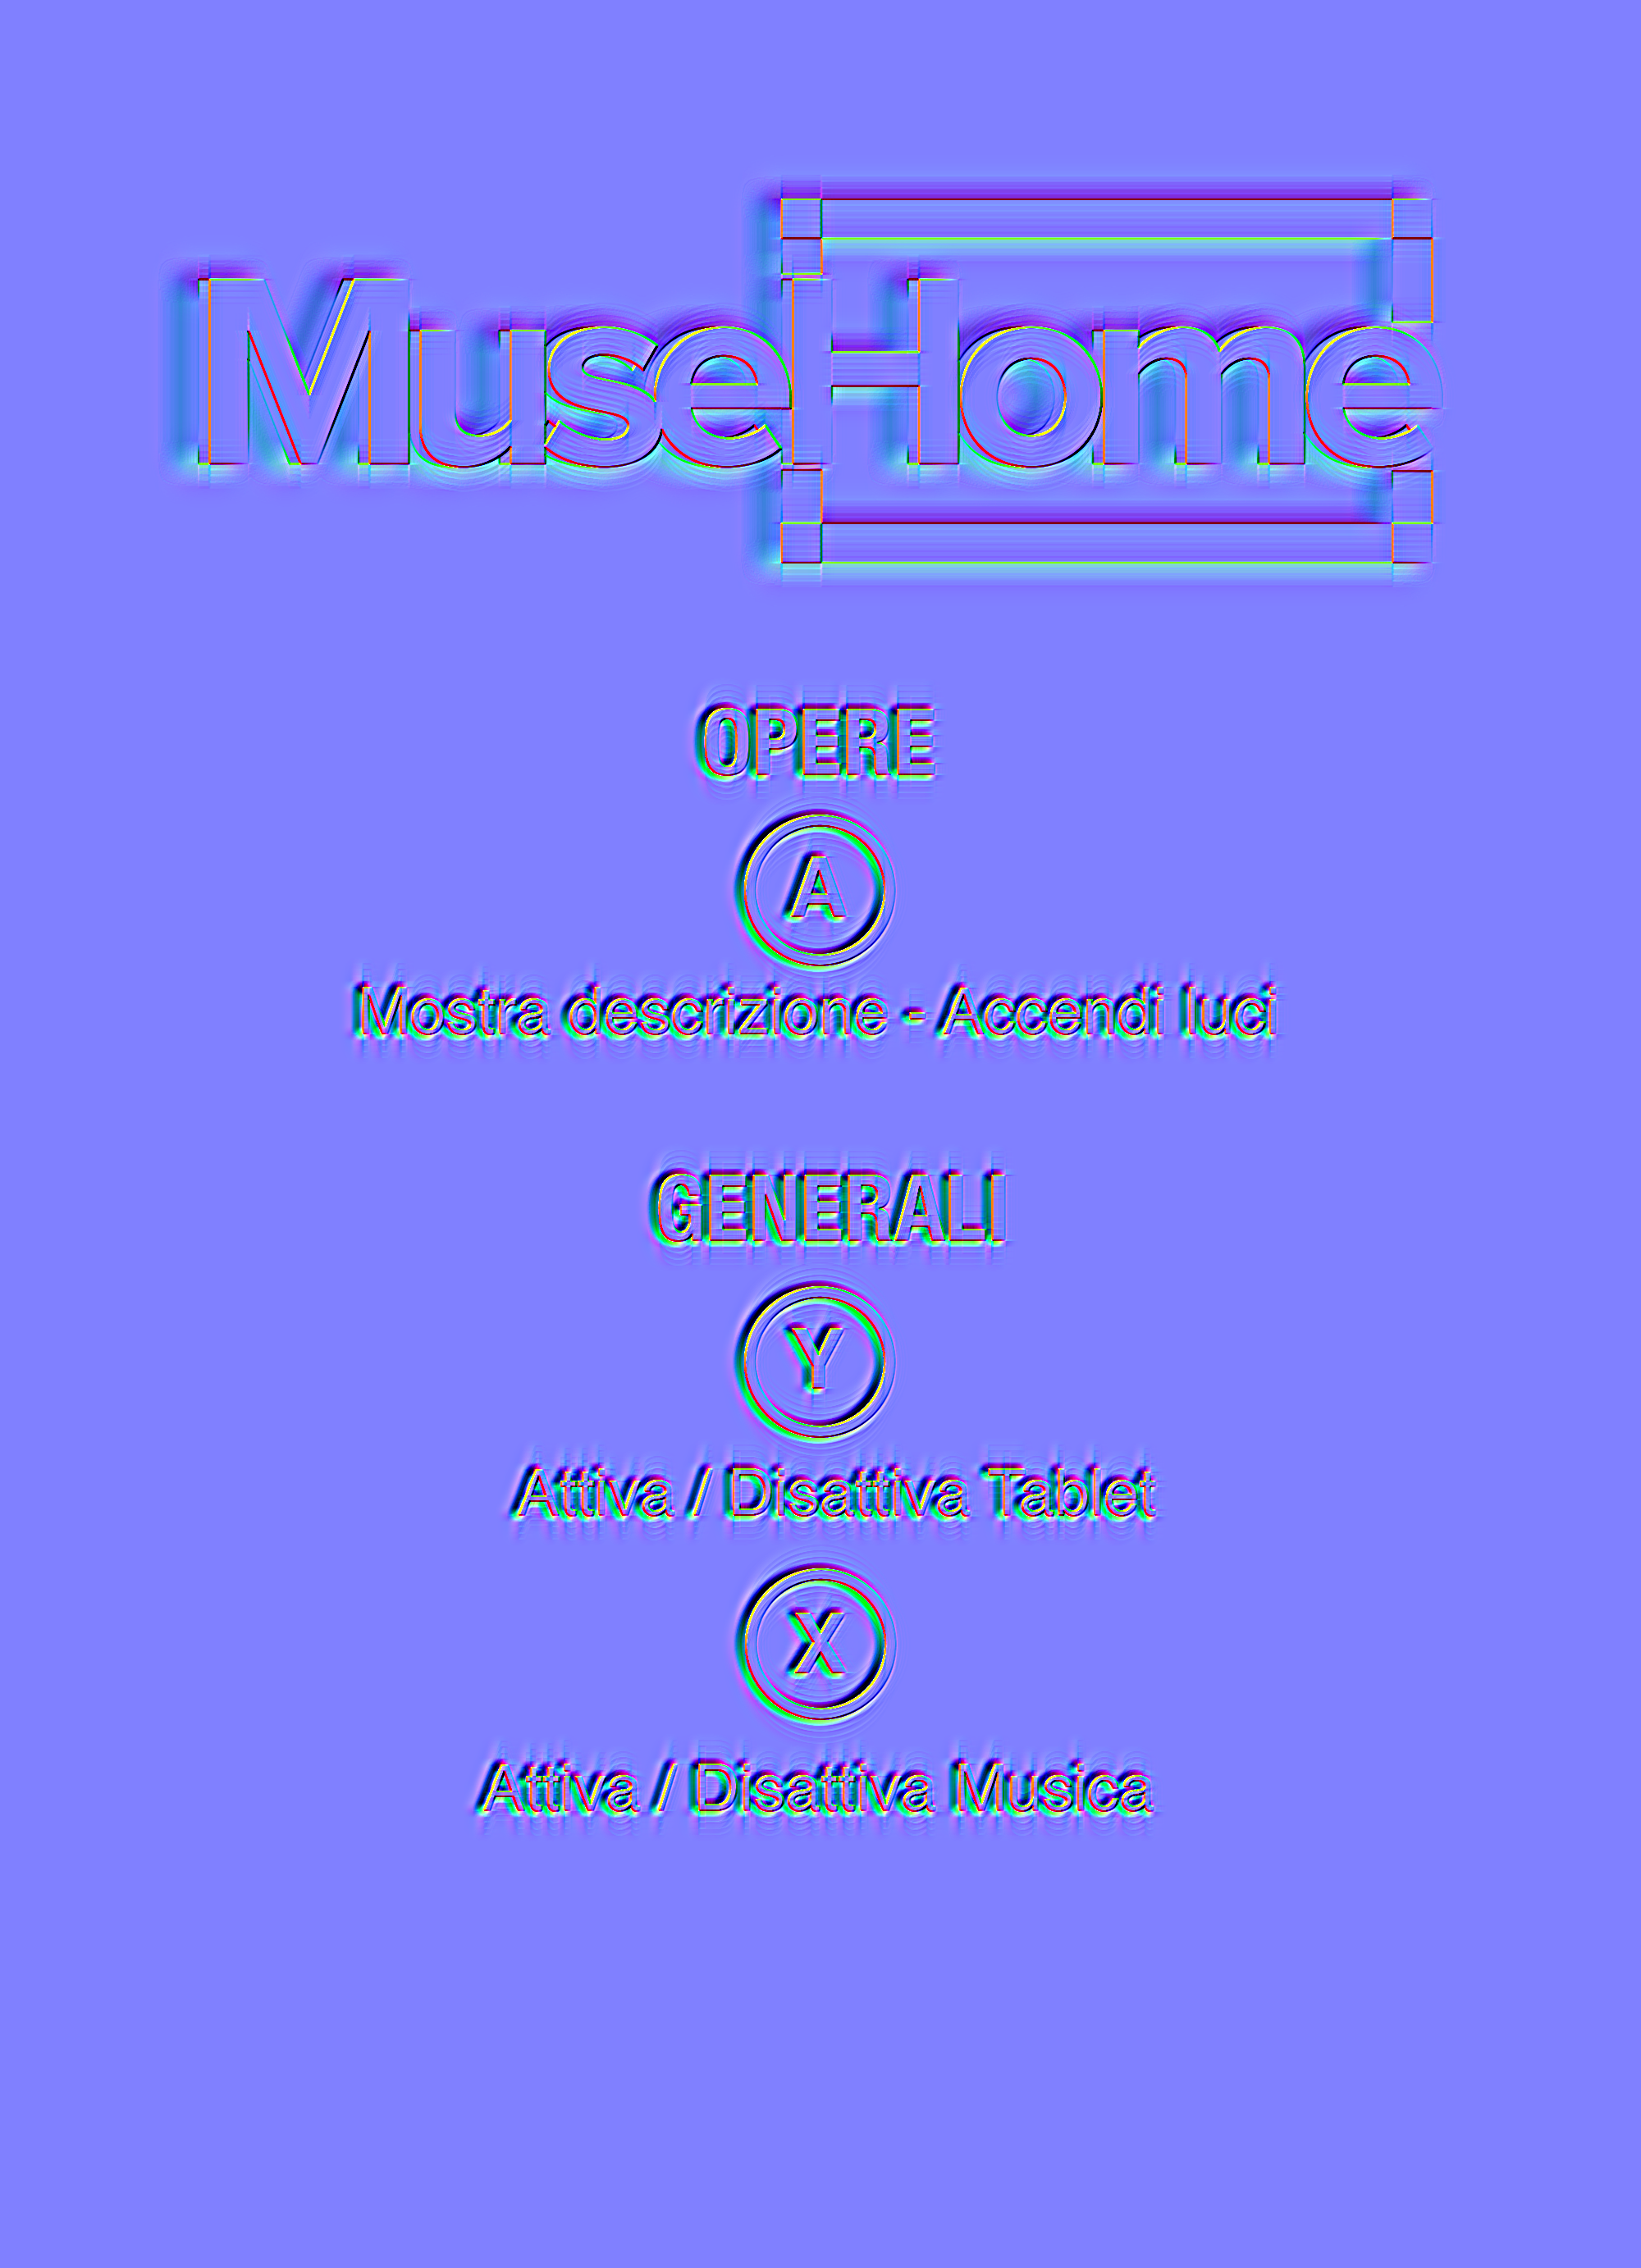 MuseHome
OPERE
A
Mostra descrizione - Accendi luci
GENERALI
Y
Attiva / Disattiva Tablet
X
Attiva / Disattiva Musica